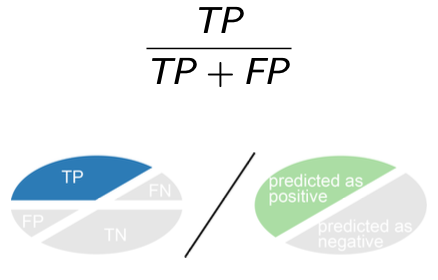 TP
TP + FP
TP
FN
FP
TN
predicted as
positive
predicted as
negative